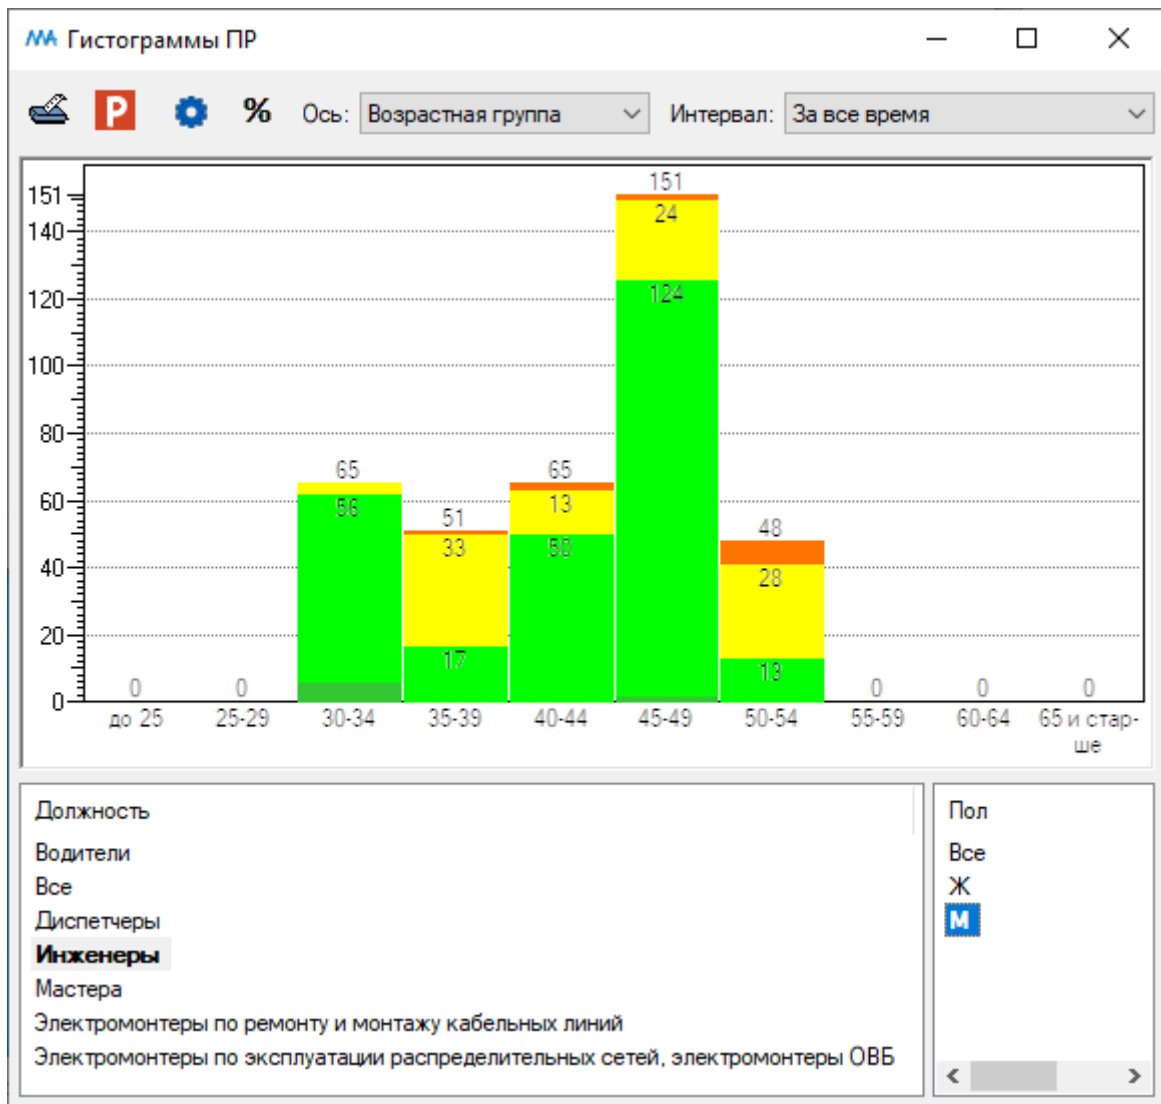 Гистограммы ПР
% Ось: Возрастная группа Интервал: За все время
151
140
120
100
80
60
40
20
0
0 0 65 51 65 151 48 0 0 0
56
33
17
13
50
24
124
28
13
до 25 25-29 30-34 35-39 40-44 45-49 50-54 55-59 60-64 65 и стар-
ше
Должность
Водители
Все
Диспетчеры
Инженеры
Мастера
Электромонтеры по ремонту и монтажу кабельных линий
Электромонтеры по эксплуатации распределительных сетей, электромонтеры ОВБ
Пол
Все
Ж
М